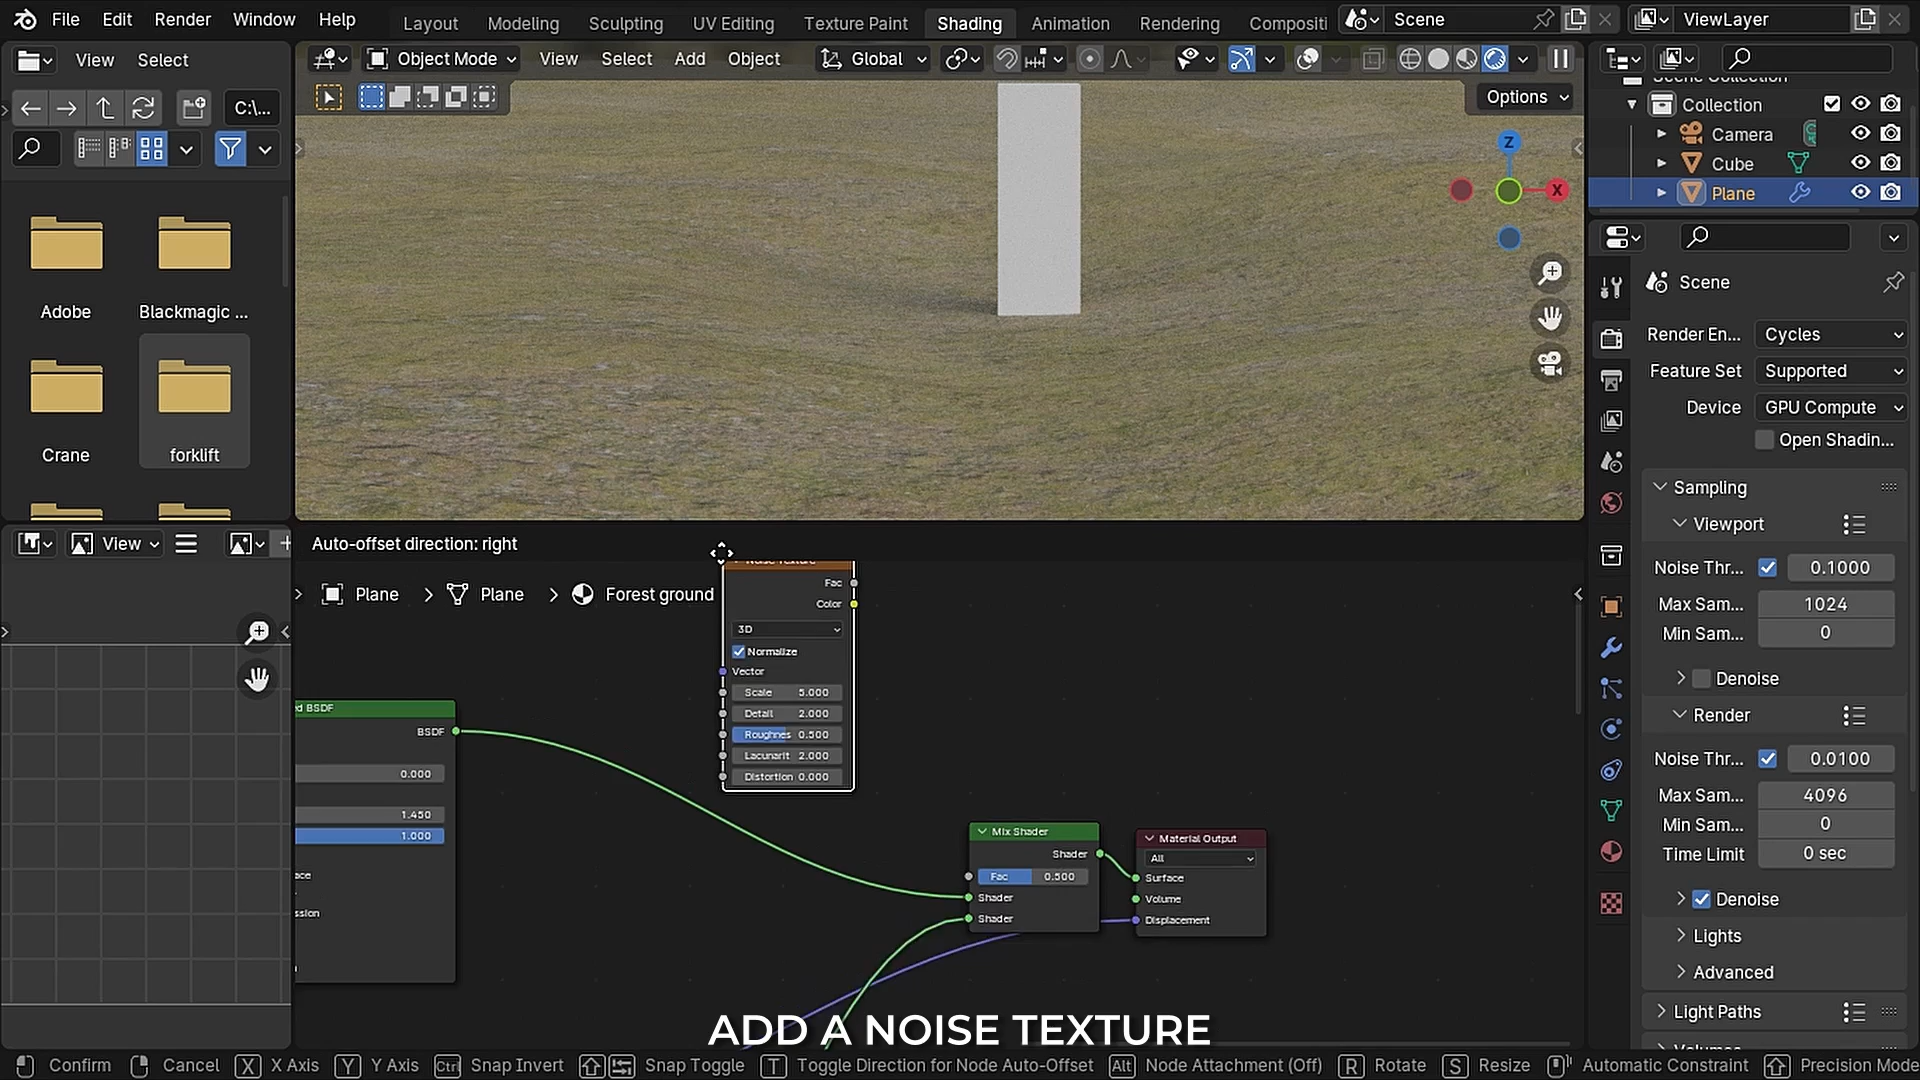 File Edit Render Window Help
Layout Modeling Sculpting UV Editing Texture Paint Shading Animation Rendering Compositi
Scene
ViewLayer
View Select
Object Mode View Select Add Object Global
Options
C:\...
Z
X
Adobe
Blackmagic ...
Crane
forklift
Collection
Camera
Cube
Plane
Scene
Render En... Cycles
Feature Set Supported
Device GPU Compute
Open Shadin...
Sampling
Viewport
Noise Thr... 0.1000
Max Sam... 1024
Min Sam... 0
Denoise
Render
Noise Thr... 0.0100
Max Sam... 4096
Min Sam... 0
Time Limit 0 sec
Denoise
Lights
Advanced
Light Paths
View
Auto-offset direction: right
Plane Plane Forest ground
Noise Texture
Fac
Color
3D
Normalize
Vector
Scale 5.000
Detail 2.000
Roughnes 0.500
Lacunarit 2.000
Distortion 0.000
d BSDF
BSDF
0.000
1.450
1.000
ace
ssion
Mix Shader
Shader
Fac 0.500
Shader
Shader
Material Output
All
Surface
Volume
Displacement
ADD A NOISE TEXTURE
Confirm Cancel X X Axis Y Y Axis Ctrl Snap Invert Snap Toggle T Toggle Direction for Node Auto-Offset Alt Node Attachment (Off) R Rotate S Resize Automatic Constraint Precision Mode